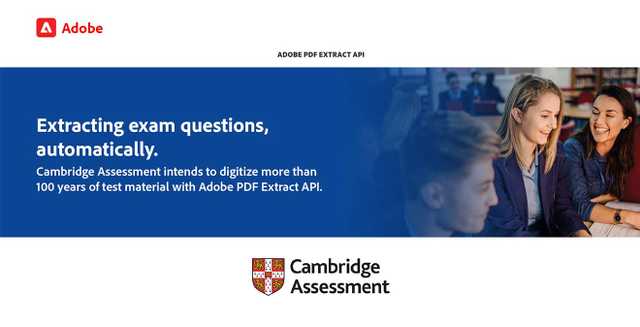 Adobe
ADOBE PDF EXTRACT API
Extracting exam questions,
automatically.
Cambridge Assessment intends to digitize more than
100 years of test material with Adobe PDF Extract API.
Cambridge
Assessment